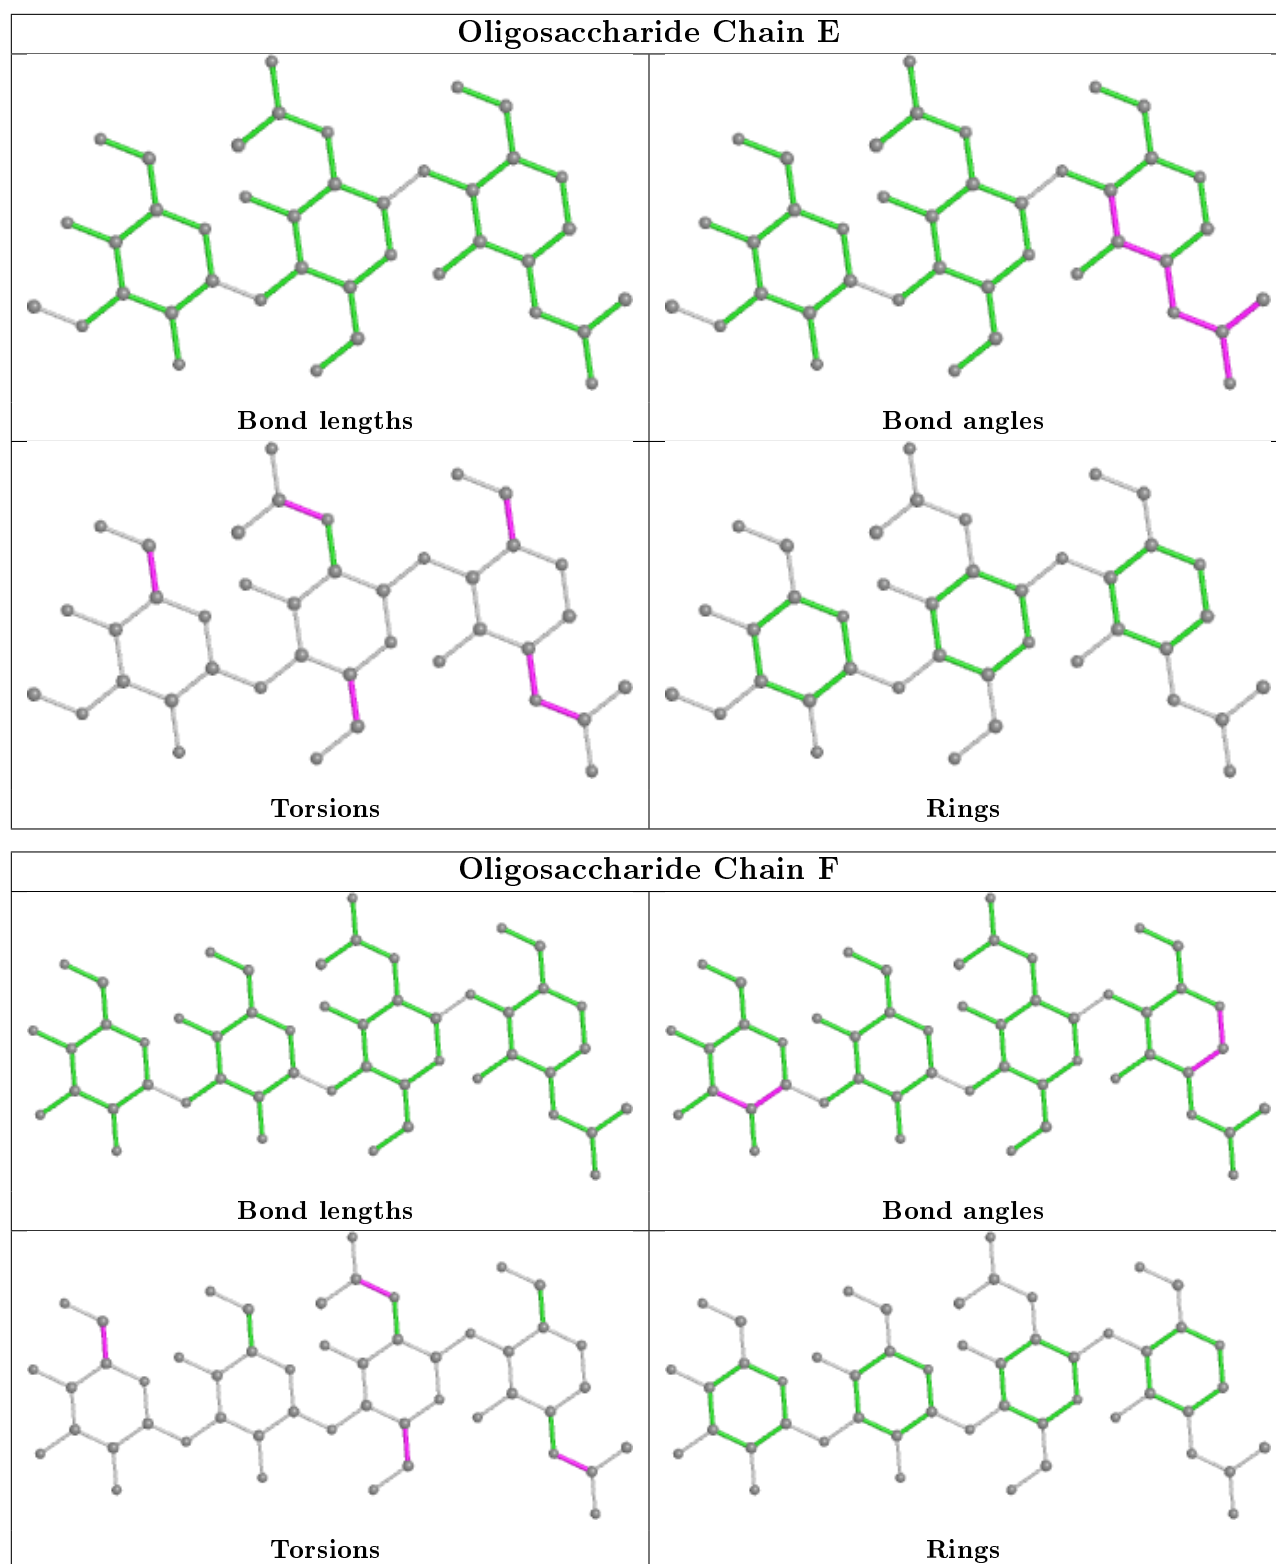 Oligosaccharide Chain E
Bond lengths
Bond angles
Torsions
Rings
Oligosaccharide Chain F
Bond lengths
Bond angles
Torsions
Rings